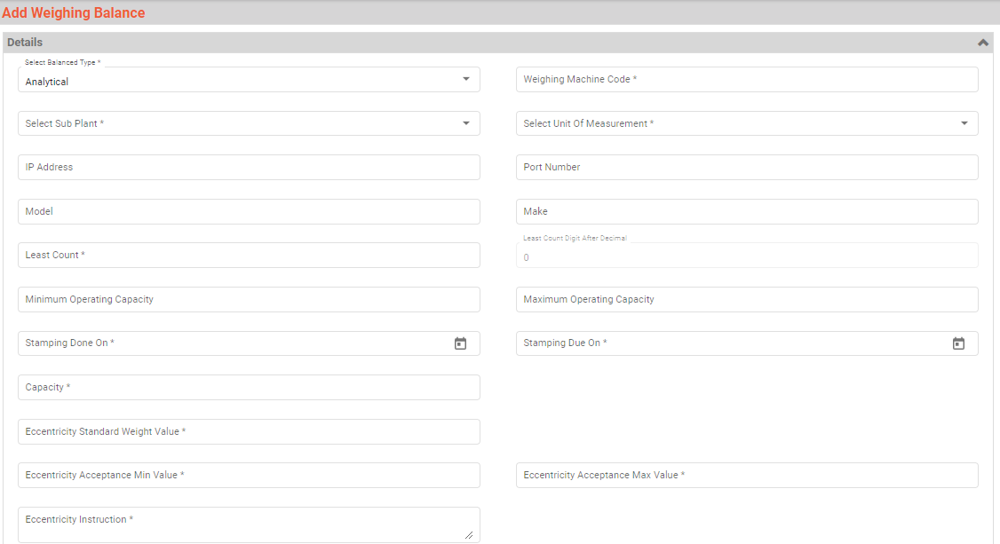 Add Weighing Balance
Details
Select Balanced Type *
Analytical
Weighing Machine Code *
Select Sub Plant *
Select Unit Of Measurement *
IP Address
Port Number
Model
Make
Least Count *
Least Count Digit After Decimal
0
Minimum Operating Capacity
Maximum Operating Capacity
Stamping Done On *
Stamping Due On *
Capacity *
Eccentricity Standard Weight Value *
Eccentricity Acceptance Min Value *
Eccentricity Acceptance Max Value *
Eccentricity Instruction *